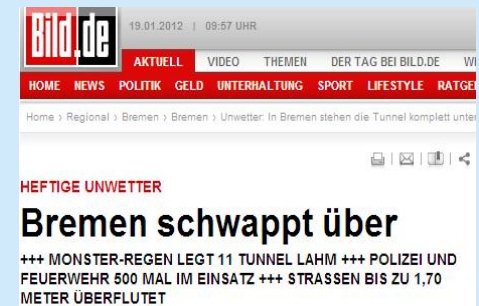 Bild.de
19.01.2012 | 09:57 UHR
AKTUELL VIDEO THEMEN DER TAG BEI BILD.DE
HOME NEWS POLITIK GELD UNTERHALTUNG SPORT LIFESTYLE
Home > Regional > Bremen > Bremen > Unwetter: In Bremen stehen die Tunnel komplett
HEFTIGE UNWETTER
Bremen schwappt über
+++ MONSTER-REGEN LEGT 11 TUNNEL LAHM +++ POLIZEI UND
FEUERWEHR 500 MAL IM EINSATZ +++ STRASSEN BIS ZU 1,70
METER ÜBERFLUTET